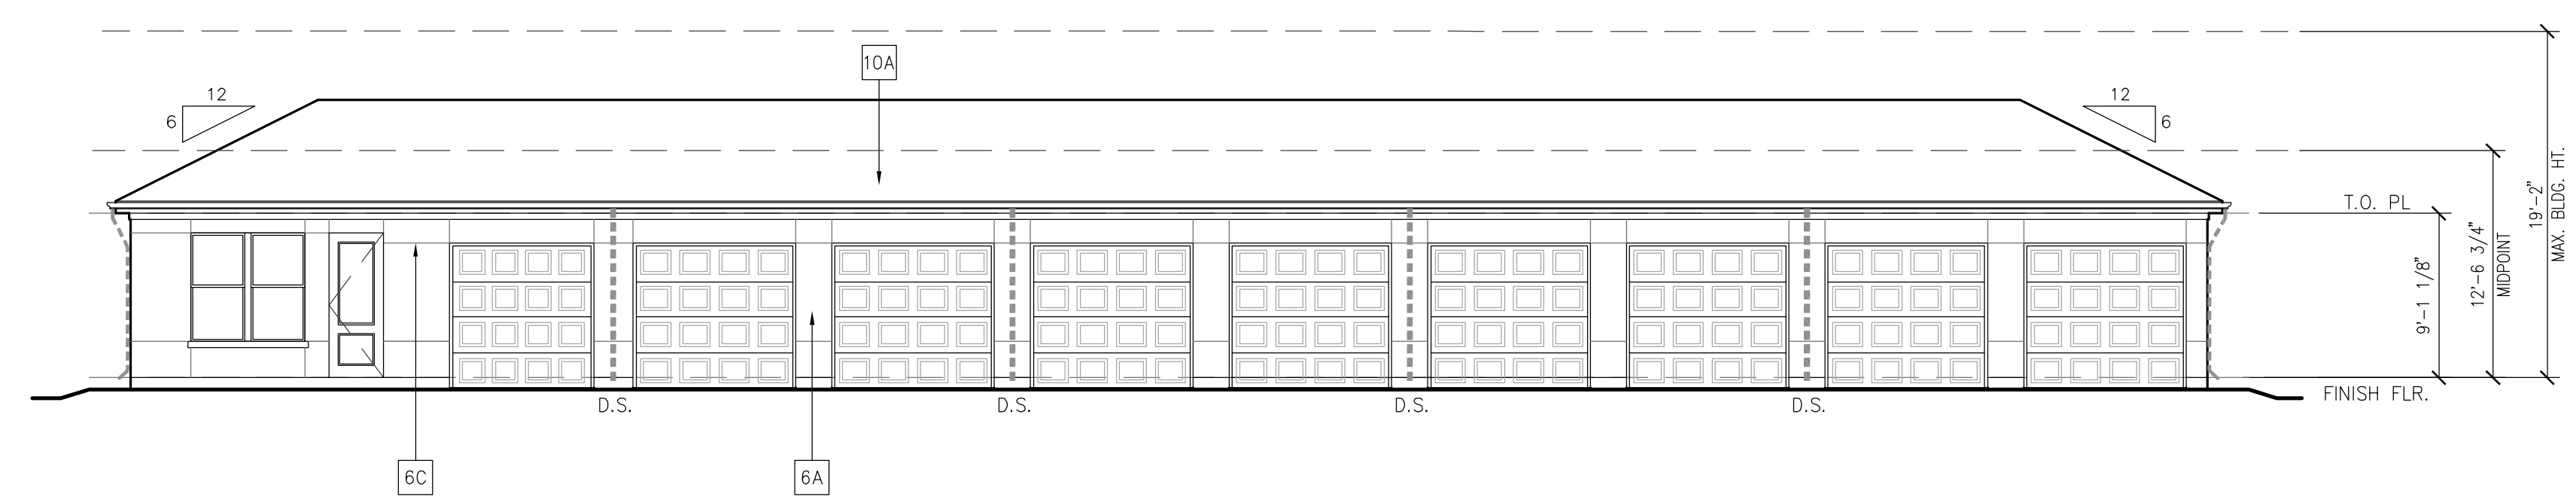 10A
12
6
12
6
T.O. PL
9'-1 1/8"
12'-6 3/4"
MIDPOINT
19'-2"
MAX. BLDG. HT.
FINISH FLR.
D.S.
D.S.
D.S.
D.S.
6C
6A